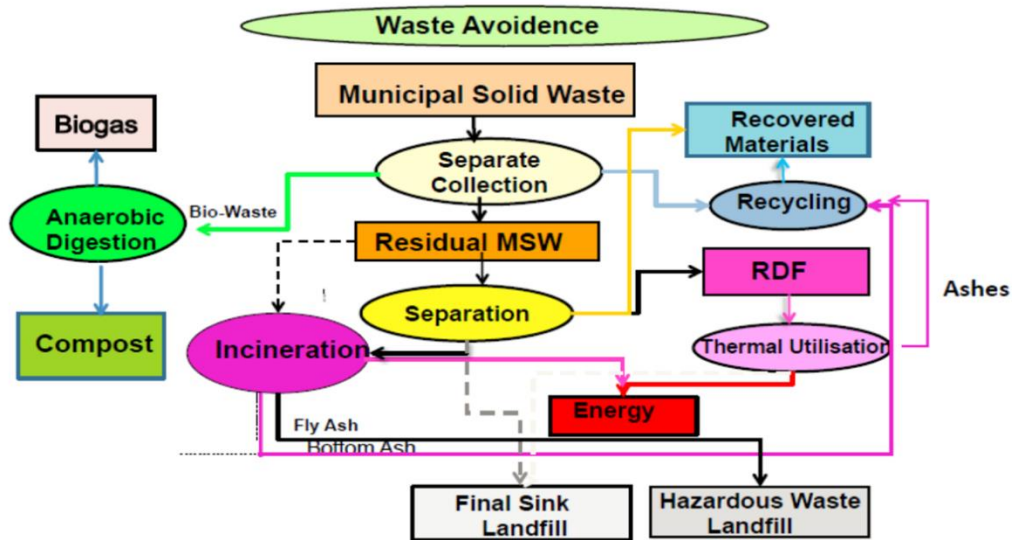 Waste Avoidence
Municipal Solid Waste
Biogas
Recovered
Materials
Separate
Collection
Recycling
Anaerobic
Digestion
Bio-Waste
Residual MSW
RDF
Ashes
Separation
Compost
Incineration
Thermal Utilisation
Energy
Fly Ash
Bottom Ash
Final Sink
Landfill
Hazardous Waste
Landfill